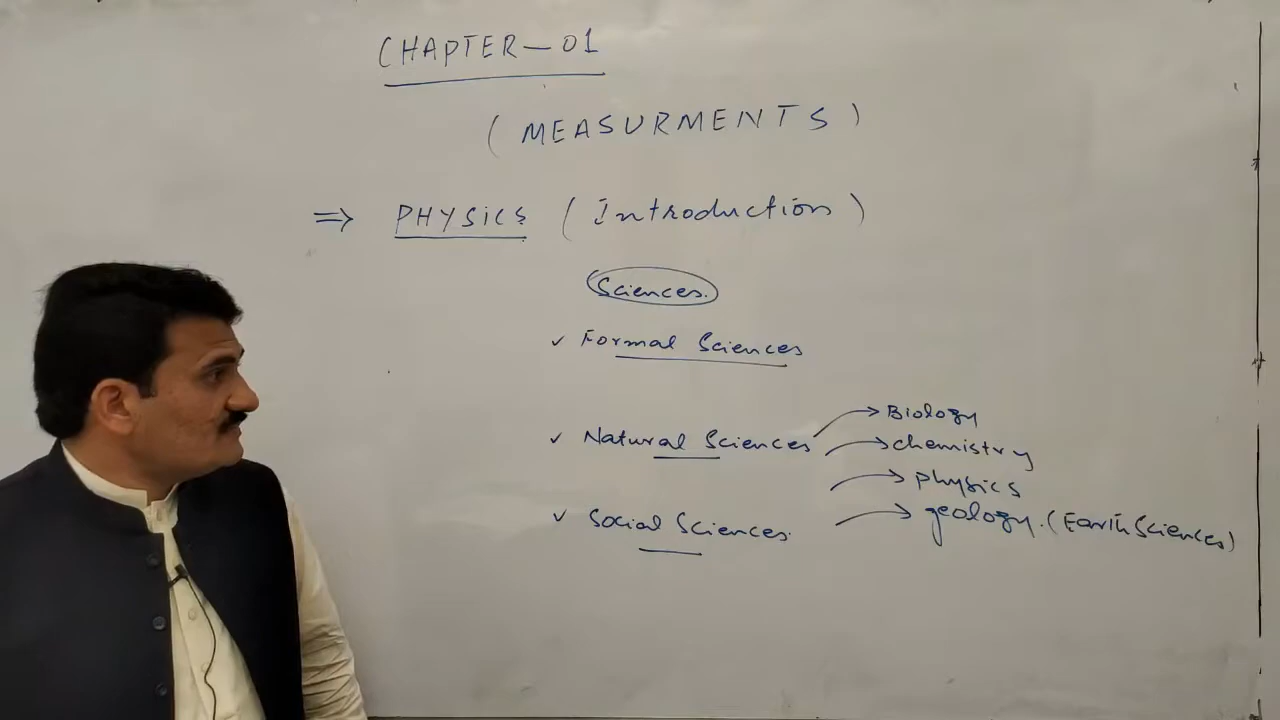 CHAPTER-01
(MEASURMENTS)
⇒ PHYSICS (Introduction)
Sciences.
✓ Formal Sciences
✓ Natural Sciences
→ Biology
→ chemistry
→ physics
→ geology. (Earth Sciences)
✓ Social Sciences.